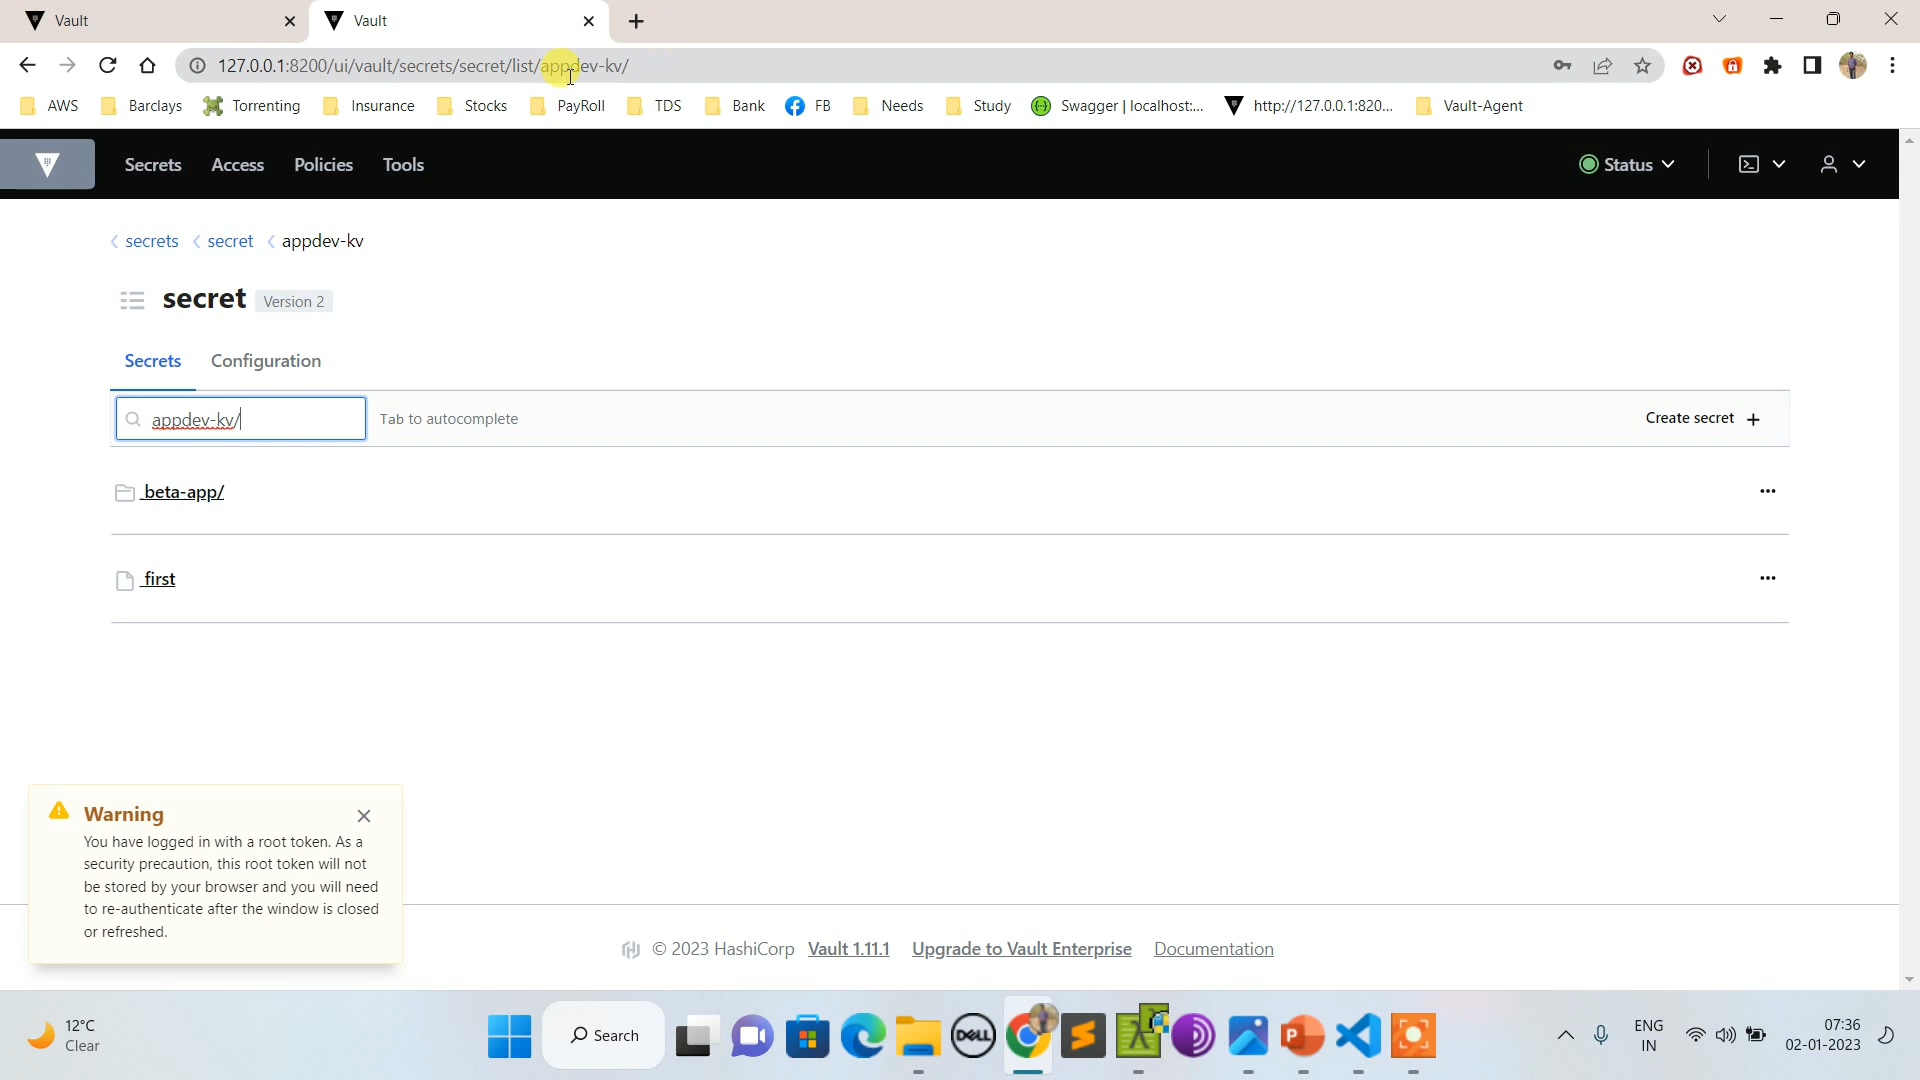 Vault
Vault
127.0.0.1:8200/ui/vault/secrets/secret/list/appdev-kv/
AWS Barclays Torrenting Insurance Stocks PayRoll TDS Bank FB Needs Study Swagger | localhost:... http://127.0.0.1:820... Vault-Agent
Secrets Access Policies Tools Status
secrets secret appdev-kv
secret Version 2
Secrets Configuration
appdev-kv/ Tab to autocomplete Create secret
beta-app/
first
Warning
You have logged in with a root token. As a
security precaution, this root token will not
be stored by your browser and you will need
to re-authenticate after the window is closed
or refreshed.
© 2023 HashiCorp Vault 1.11.1 Upgrade to Vault Enterprise Documentation
12°C
Clear
Search
DELL
ENG
IN
07:36
02-01-2023